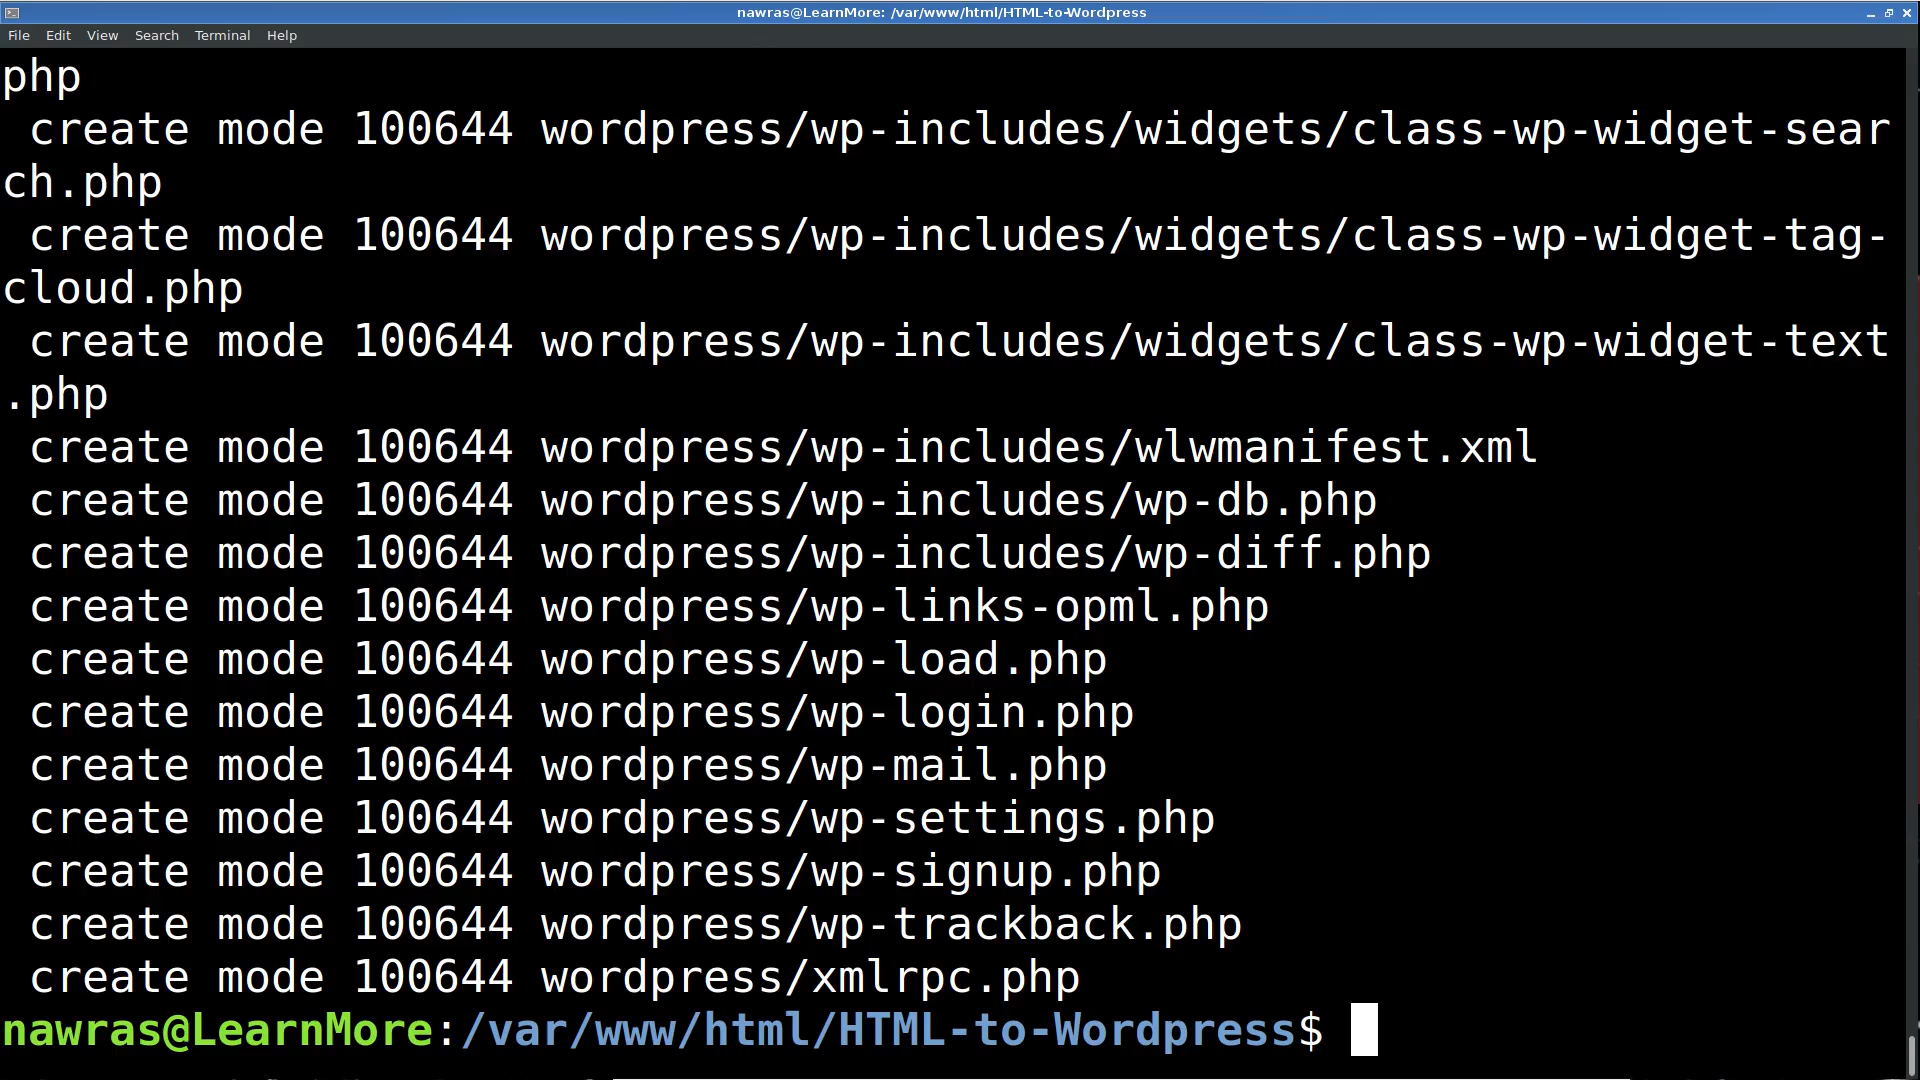 nawras@LearnMore: /var/www/html/HTML-to-Wordpress
File Edit View Search Terminal Help
php
 create mode 100644 wordpress/wp-includes/widgets/class-wp-widget-sear
ch.php
 create mode 100644 wordpress/wp-includes/widgets/class-wp-widget-tag-
cloud.php
 create mode 100644 wordpress/wp-includes/widgets/class-wp-widget-text
.php
 create mode 100644 wordpress/wp-includes/wlwmanifest.xml
 create mode 100644 wordpress/wp-includes/wp-db.php
 create mode 100644 wordpress/wp-includes/wp-diff.php
 create mode 100644 wordpress/wp-links-opml.php
 create mode 100644 wordpress/wp-load.php
 create mode 100644 wordpress/wp-login.php
 create mode 100644 wordpress/wp-mail.php
 create mode 100644 wordpress/wp-settings.php
 create mode 100644 wordpress/wp-signup.php
 create mode 100644 wordpress/wp-trackback.php
 create mode 100644 wordpress/xmlrpc.php
nawras@LearnMore:/var/www/html/HTML-to-Wordpress$